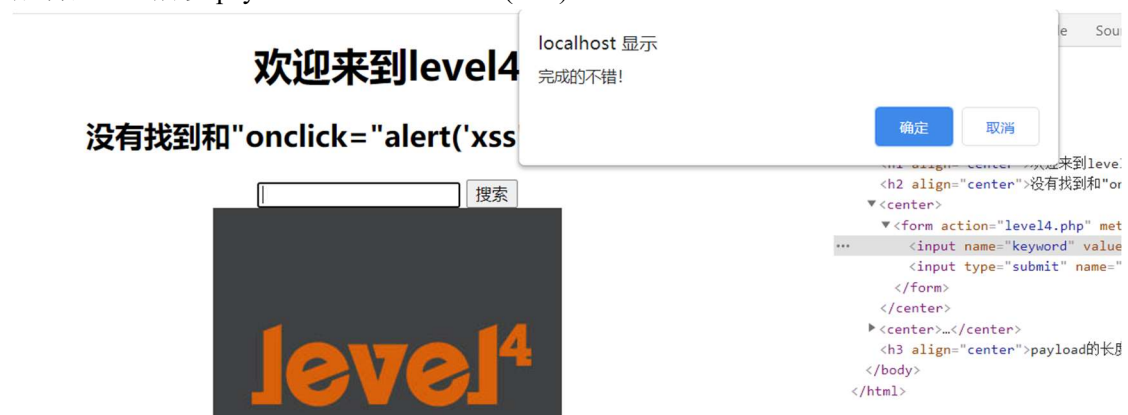 localhost 显示
完成的不错！
确定 取消
Sou
欢迎来到level4
没有找到和"onclick="alert('xss'
搜索
level4
<h2 align="center">没有找到和"on
▼<center>
▼<form action="level4.php" met
<input name="keyword" value
<input type="submit" name="
</form>
</center>
▶<center>…</center>
<h3 align="center">payload的长度
</body>
</html>